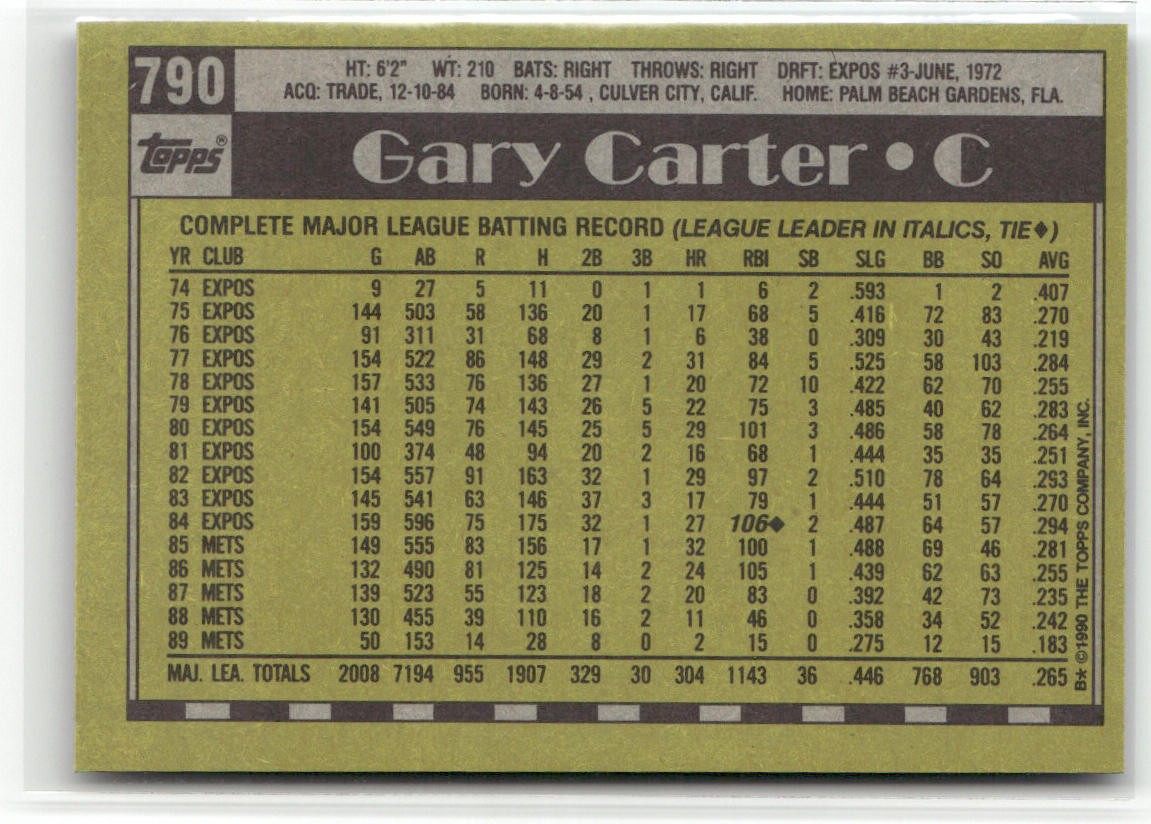 790
HT: 6'2" WT: 210 BATS: RIGHT THROWS: RIGHT DRFT: EXPOS #3-JUNE, 1972
ACQ: TRADE, 12-10-84 BORN: 4-8-54 , CULVER CITY, CALIF. HOME: PALM BEACH GARDENS, FLA.
topps®
Gary Carter • C
COMPLETE MAJOR LEAGUE BATTING RECORD (LEAGUE LEADER IN ITALICS, TIE♦)
YR CLUB G AB R H 2B 3B HR RBI SB SLG BB SO AVG
74 EXPOS 9 27 5 11 0 1 1 6 2 .593 1 2 .407
75 EXPOS 144 503 58 136 20 1 17 68 5 .416 72 83 .270
76 EXPOS 91 311 31 68 8 1 6 38 0 .309 30 43 .219
77 EXPOS 154 522 86 148 29 2 31 84 5 .525 58 103 .284
78 EXPOS 157 533 76 136 27 1 20 72 10 .422 62 70 .255
79 EXPOS 141 505 74 143 26 5 22 75 3 .485 40 62 .283
80 EXPOS 154 549 76 145 25 5 29 101 3 .486 58 78 .264
81 EXPOS 100 374 48 94 20 2 16 68 1 .444 35 35 .251
82 EXPOS 154 557 91 163 32 1 29 97 2 .510 78 64 .293
83 EXPOS 145 541 63 146 37 3 17 79 1 .444 51 57 .270
84 EXPOS 159 596 75 175 32 1 27 106♦ 2 .487 64 57 .294
85 METS 149 555 83 156 17 1 32 100 1 .488 69 46 .281
86 METS 132 490 81 125 14 2 24 105 1 .439 62 63 .255
87 METS 139 523 55 123 18 2 20 83 0 .392 42 73 .235
88 METS 130 455 39 110 16 2 11 46 0 .358 34 52 .242
89 METS 50 153 14 28 8 0 2 15 0 .275 12 15 .183
MAJ. LEA. TOTALS 2008 7194 955 1907 329 30 304 1143 36 .446 768 903 .265
B* ©1990 THE TOPPS COMPANY, INC.